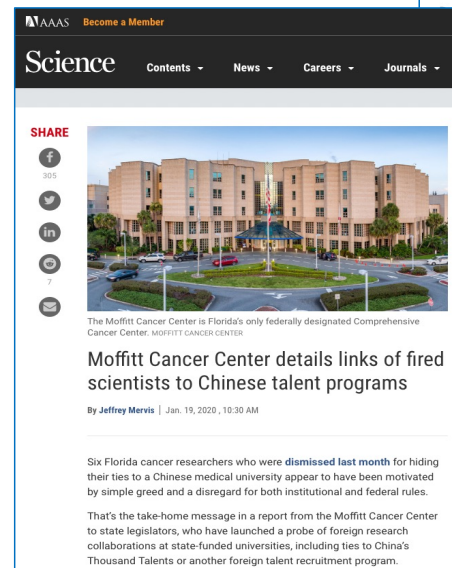 AAAS Become a Member
Science Contents News Careers Journals
SHARE
305
7
The Moffitt Cancer Center is Florida's only federally designated Comprehensive
Cancer Center. MOFFITT CANCER CENTER
Moffitt Cancer Center details links of fired
scientists to Chinese talent programs
By Jeffrey Mervis | Jan. 19, 2020 , 10:30 AM
Six Florida cancer researchers who were dismissed last month for hiding
their ties to a Chinese medical university appear to have been motivated
by simple greed and a disregard for both institutional and federal rules.
That's the take-home message in a report from the Moffitt Cancer Center
to state legislators, who have launched a probe of foreign research
collaborations at state-funded universities, including ties to China's
Thousand Talents or another foreign talent recruitment program.